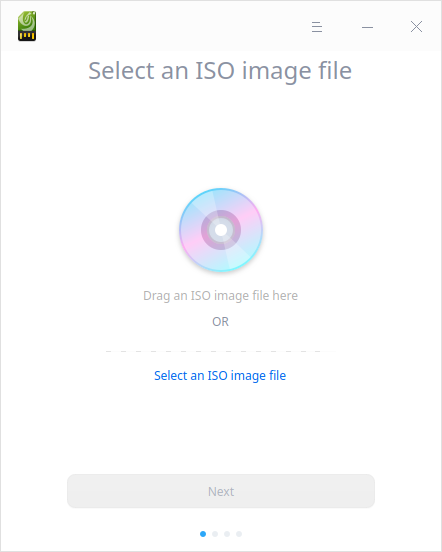 Select an ISO image file
Drag an ISO image file here
OR
Select an ISO image file
Next